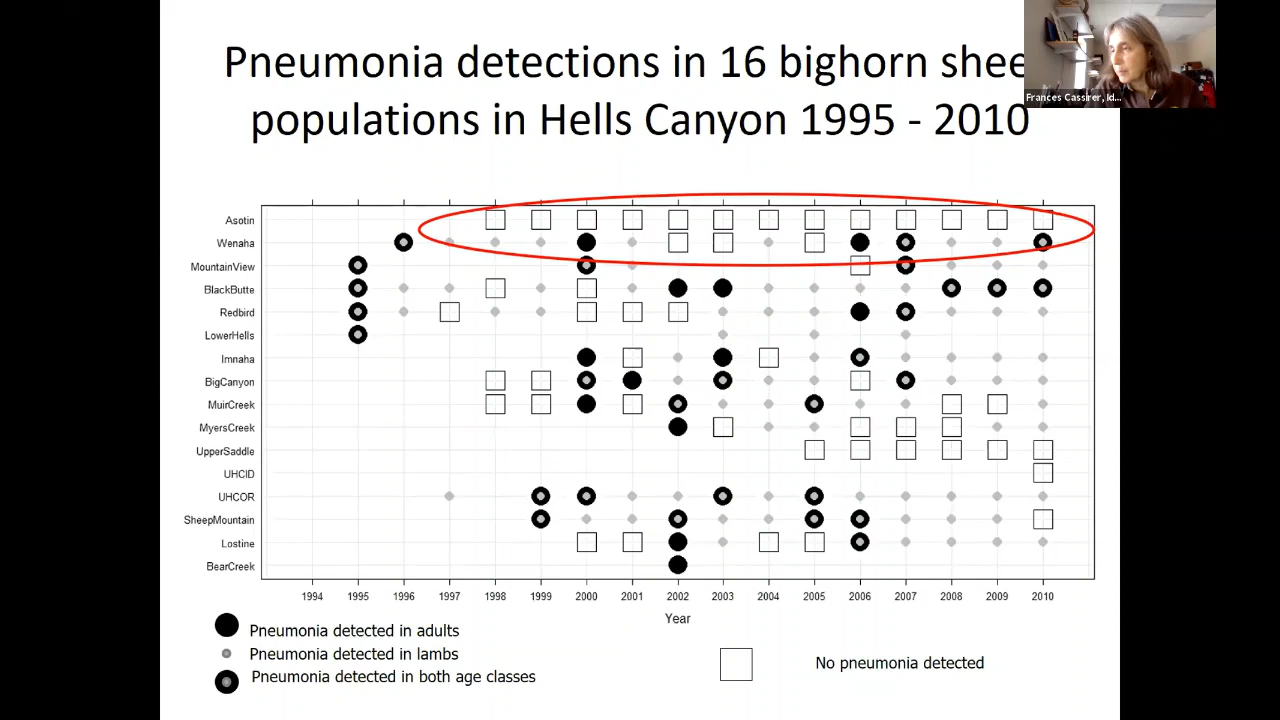 Pneumonia detections in 16 bighorn shee
populations in Hells Canyon 1995 - 2010
Frances Cassirer, Id...
Asotin
Wenaha
MountainView
BlackButte
Redbird
LowerHells
Imnaha
BigCanyon
MuirCreek
MyersCreek
UpperSaddle
UHCID
UHCOR
SheepMountain
Lostine
BearCreek
1994 1995 1996 1997 1998 1999 2000 2001 2002 2003 2004 2005 2006 2007 2008 2009 2010
Year
Pneumonia detected in adults
Pneumonia detected in lambs
Pneumonia detected in both age classes
No pneumonia detected